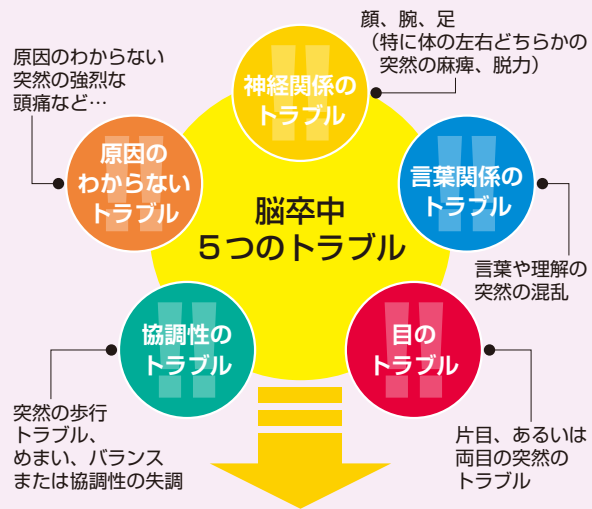 脳卒中
5つのトラブル
神経関係の
トラブル
顔、腕、足
(特に体の左右どちらかの
突然の麻痺、脱力)
言葉関係の
トラブル
言葉や理解の
突然の混乱
目の
トラブル
片目、あるいは
両目の突然の
トラブル
協調性の
トラブル
突然の歩行
トラブル、
めまい、バランス
または協調性の失調
原因の
わからない
トラブル
原因のわからない
突然の強烈な
頭痛など…